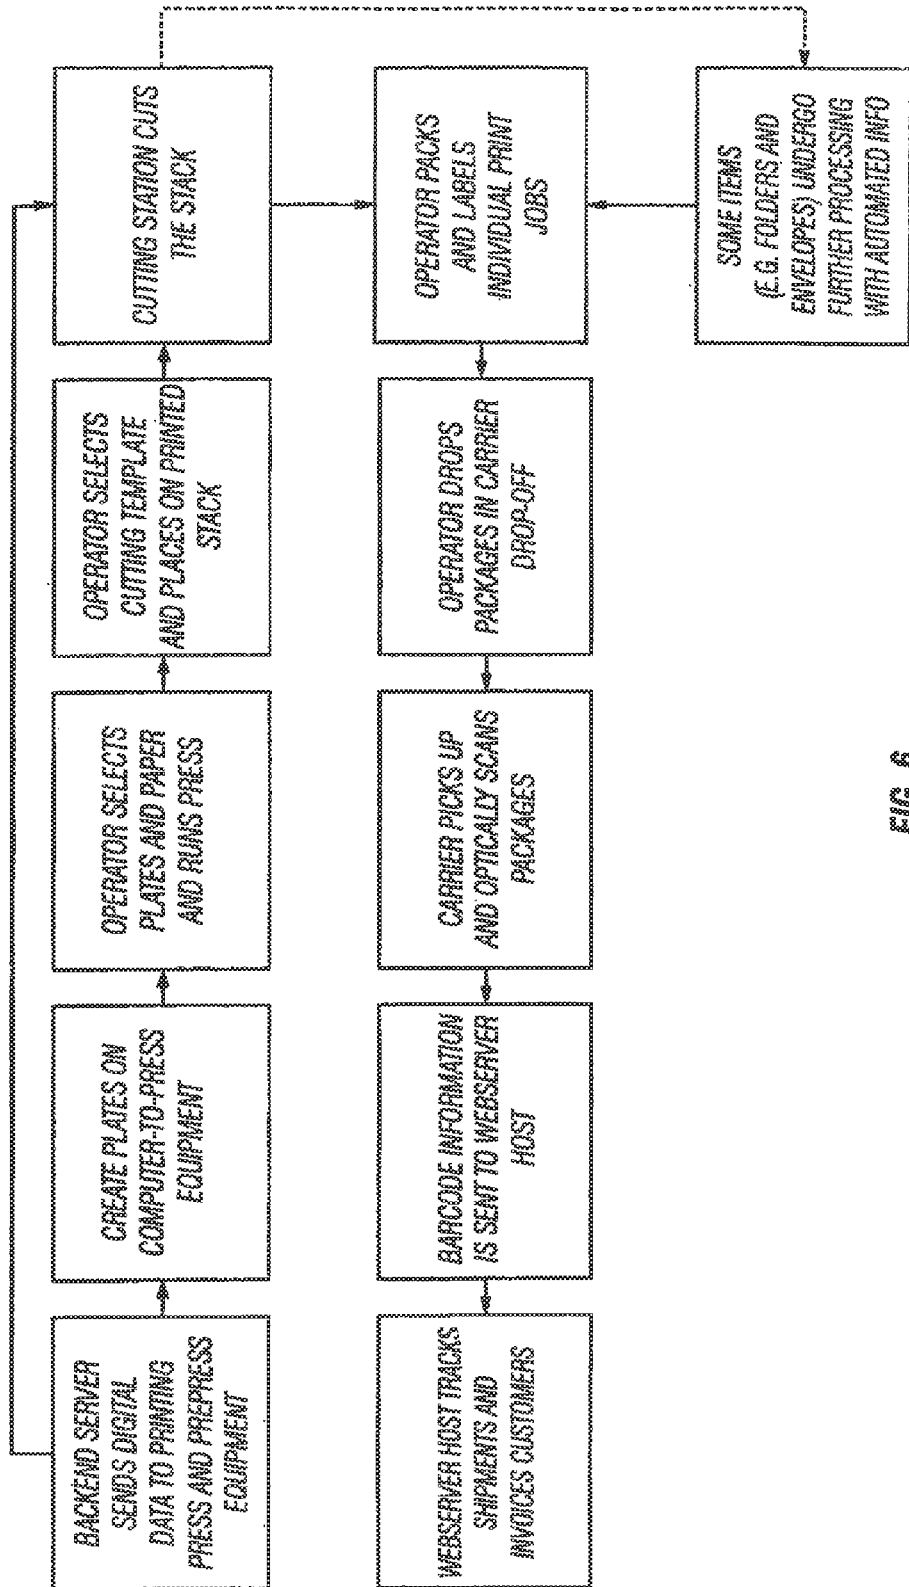 BACKEND SERVER
SENDS DIGITAL
DATA TO PRINTING
PRESS AND PREPRESS
EQUIPMENT
CREATE PLATES ON
COMPUTER-TO-PRESS
EQUIPMENT
OPERATOR SELECTS
PLATES AND PAPER
AND RUNS PRESS
OPERATOR SELECTS
CUTTING TEMPLATE
AND PLACES ON PRINTED
STACK
CUTTING STATION CUTS
THE STACK
WEBSERVER HOST TRACKS
SHIPMENTS AND
INVOICES CUSTOMERS
BARCODE INFORMATION
IS SENT TO WEBSERVER
HOST
CARRIER PICKS UP
AND OPTICALLY SCANS
PACKAGES
OPERATOR DROPS
PACKAGES IN CARRIER
DROP-OFF
OPERATOR PACKS
AND LABELS
INDIVIDUAL PRINT
JOBS
SOME ITEMS
(E.G. FOLDERS AND
ENVELOPES) UNDERGO
FURTHER PROCESSING
WITH AUTOMATED INFO
FIG. 6